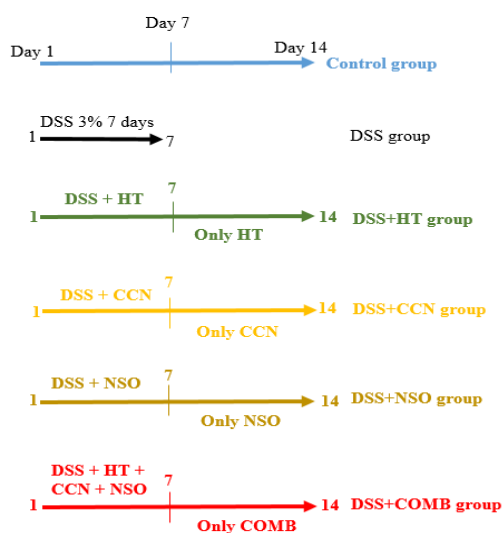 Day 7
Day 1
Day 14
Control group
DSS 3% 7 days
1
7
DSS group
7
DSS + HT
1
14
DSS+HT group
Only HT
7
DSS + CCN
1
14
DSS+CCN group
Only CCN
7
DSS + NSO
1
14
DSS+NSO group
Only NSO
DSS + HT +
CCN + NSO
7
1
14
DSS+COMB group
Only COMB